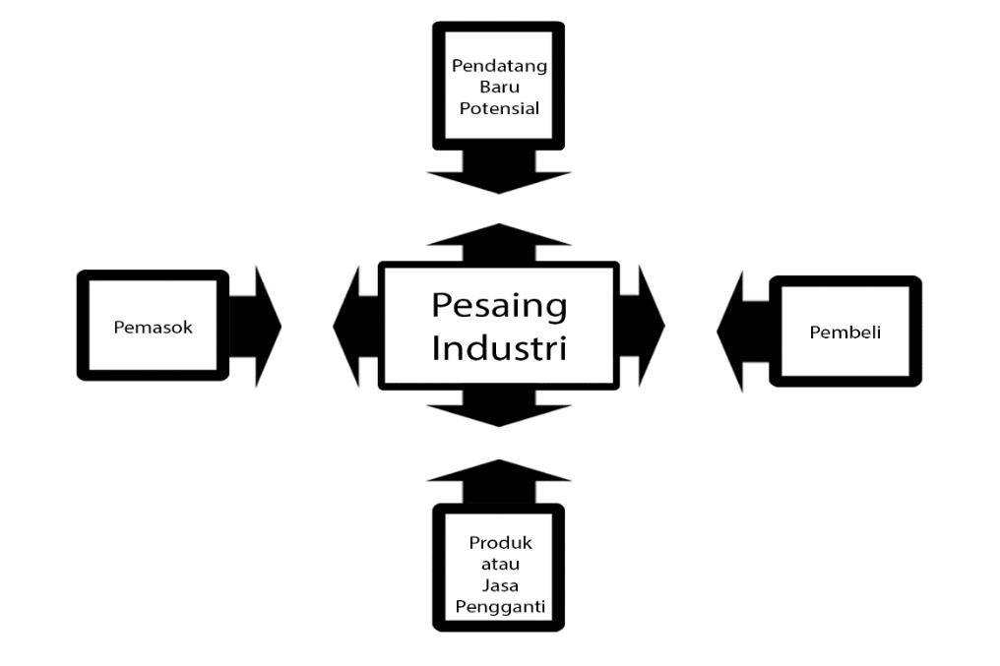 Pendatang
Baru
Potensial
Pemasok
Pesaing
Industri
Pembeli
Produk
atau
Jasa
Pengganti